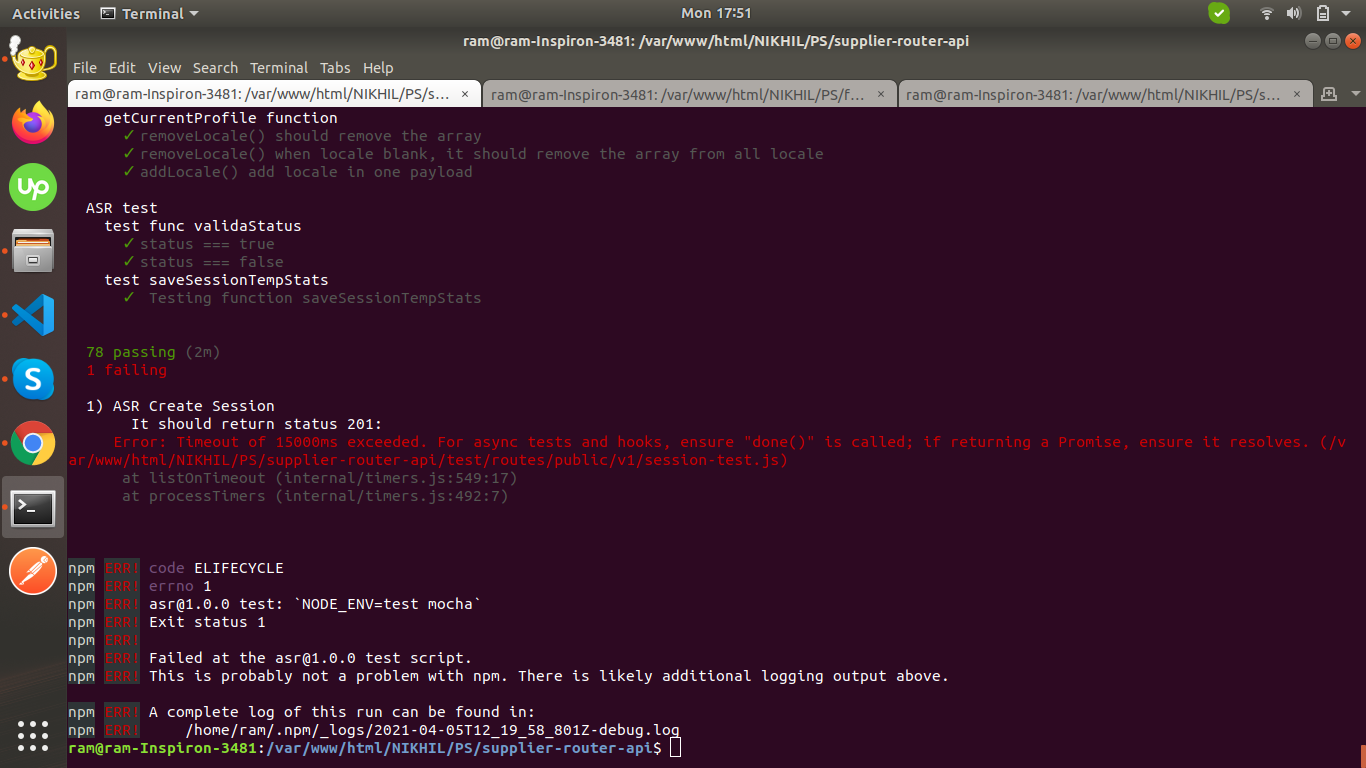 Activities Terminal Mon 17:51
ram@ram-Inspiron-3481: /var/www/html/NIKHIL/PS/supplier-router-api
File Edit View Search Terminal Tabs Help
ram@ram-Inspiron-3481: /var/www/html/NIKHIL/PS/s... × ram@ram-Inspiron-3481: /var/www/html/NIKHIL/PS/f... × ram@ram-Inspiron-3481: /var/www/html/NIKHIL/PS/s... ×
getCurrentProfile function
✓ removeLocale() should remove the array
✓ removeLocale() when locale blank, it should remove the array from all locale
✓ addLocale() add locale in one payload
ASR test
test func validaStatus
✓ status === true
✓ status === false
test saveSessionTempStats
✓ Testing function saveSessionTempStats
78 passing (2m)
1 failing
1) ASR Create Session
It should return status 201:
Error: Timeout of 15000ms exceeded. For async tests and hooks, ensure "done()" is called; if returning a Promise, ensure it resolves. (/v
ar/www/html/NIKHIL/PS/supplier-router-api/test/routes/public/v1/session-test.js)
at listOnTimeout (internal/timers.js:549:17)
at processTimers (internal/timers.js:492:7)
npm ERR! code ELIFECYCLE
npm ERR! errno 1
npm ERR! asr@1.0.0 test: `NODE_ENV=test mocha`
npm ERR! Exit status 1
npm ERR!
npm ERR! Failed at the asr@1.0.0 test script.
npm ERR! This is probably not a problem with npm. There is likely additional logging output above.
npm ERR! A complete log of this run can be found in:
npm ERR! /home/ram/.npm/_logs/2021-04-05T12_19_58_801Z-debug.log
ram@ram-Inspiron-3481:/var/www/html/NIKHIL/PS/supplier-router-api$
up
S
>_